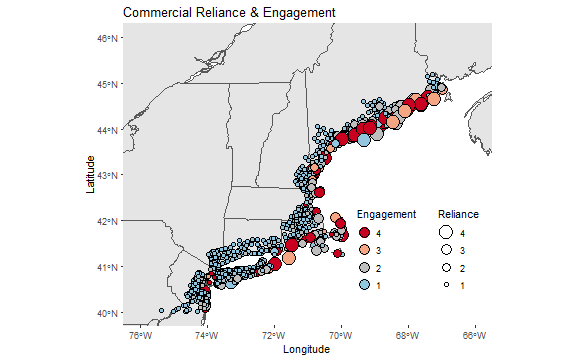 Commercial Reliance & Engagement
46°N
45°N
44°N
43°N
42°N
41°N
40°N
Latitude
Engagement
4
3
2
1
Reliance
4
3
2
1
76°W
74°W
72°W
70°W
68°W
66°W
Longitude